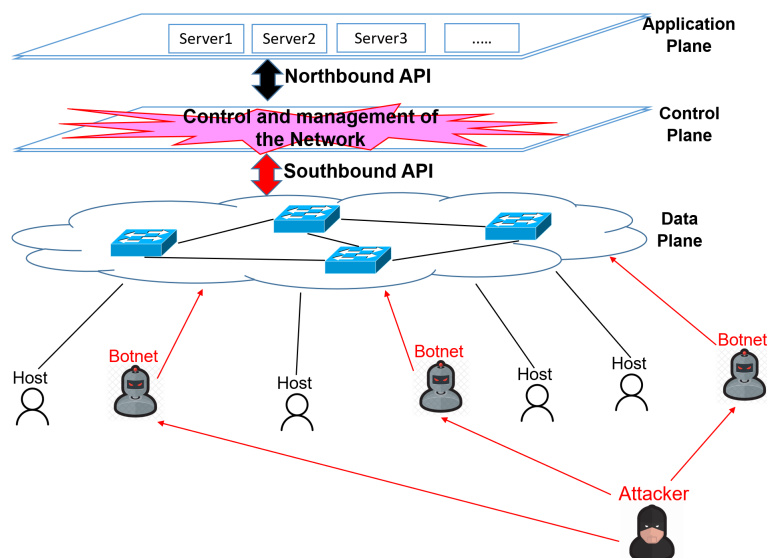 Application
Plane
Server1
Server2
Server3
.....
Northbound API
Control and management of
the Network
Control
Plane
Southbound API
Data
Plane
Botnet
Botnet
Botnet
Host
Host
Host
Host
Attacker